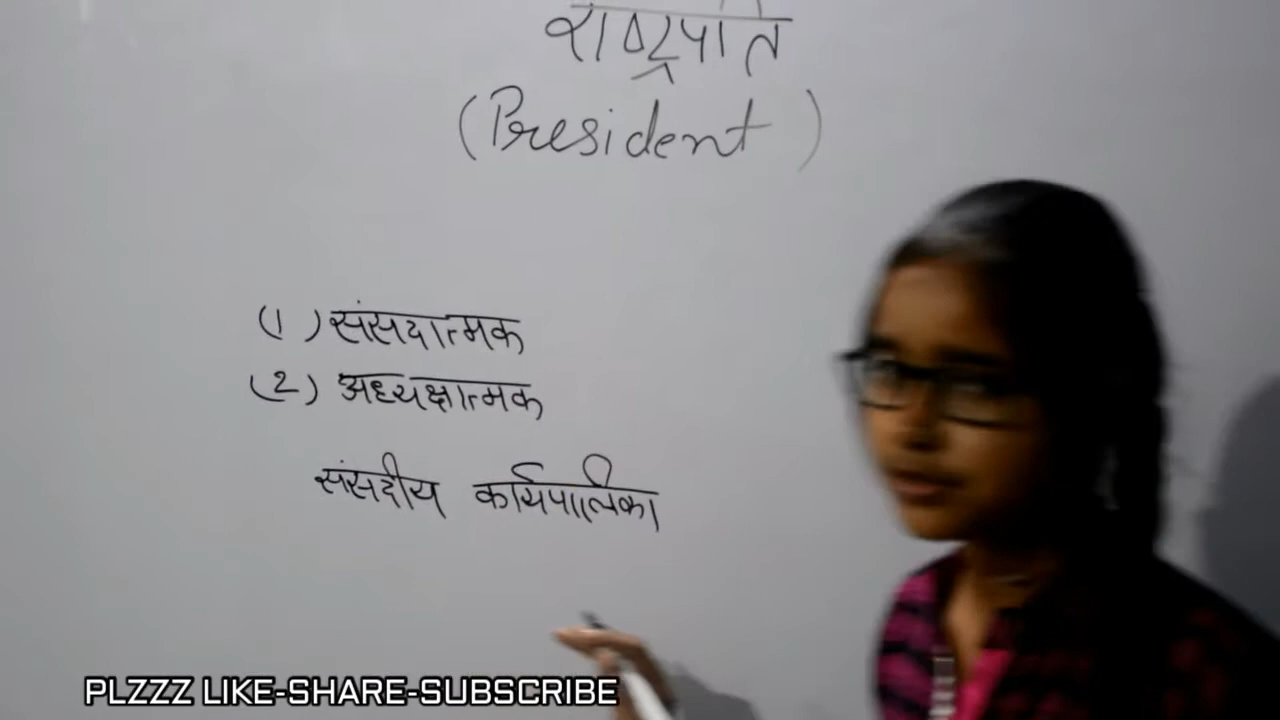 राष्ट्रपति
(President)
(1) संसदात्मक
(2) अध्यक्षात्मक
संसदीय कार्यपालिका
PLZZZ LIKE-SHARE-SUBSCRIBE